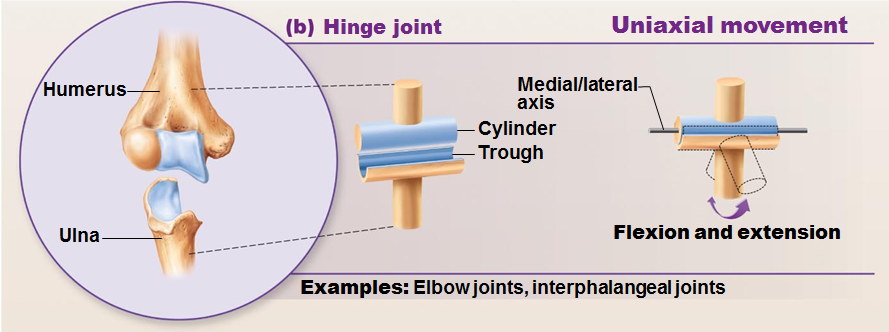 (b) Hinge joint
Uniaxial movement
Humerus
Ulna
Cylinder
Trough
Medial/lateral
axis
Flexion and extension
Examples: Elbow joints, interphalangeal joints